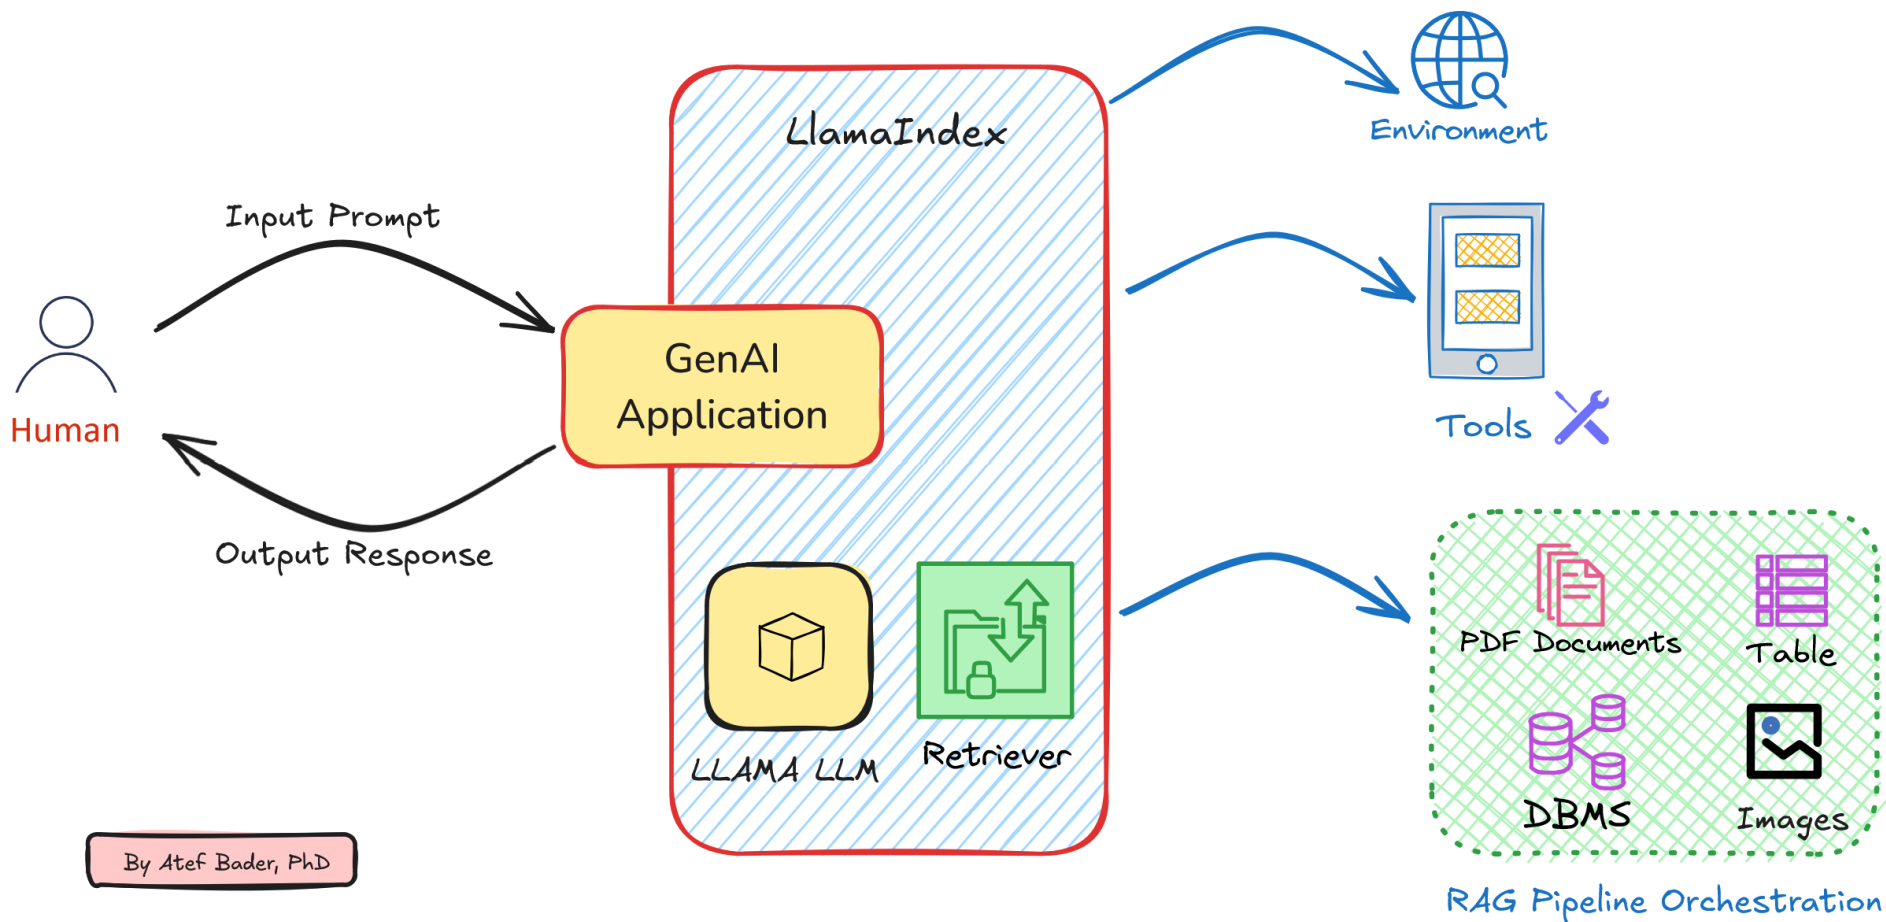 LlamaIndex
Environment
Input Prompt
Human
GenAI
Application
Tools
Output Response
LLAMA LLM
Retriever
PDF Documents
Table
DBMS
Images
By Atef Bader, PhD
RAG Pipeline Orchestration